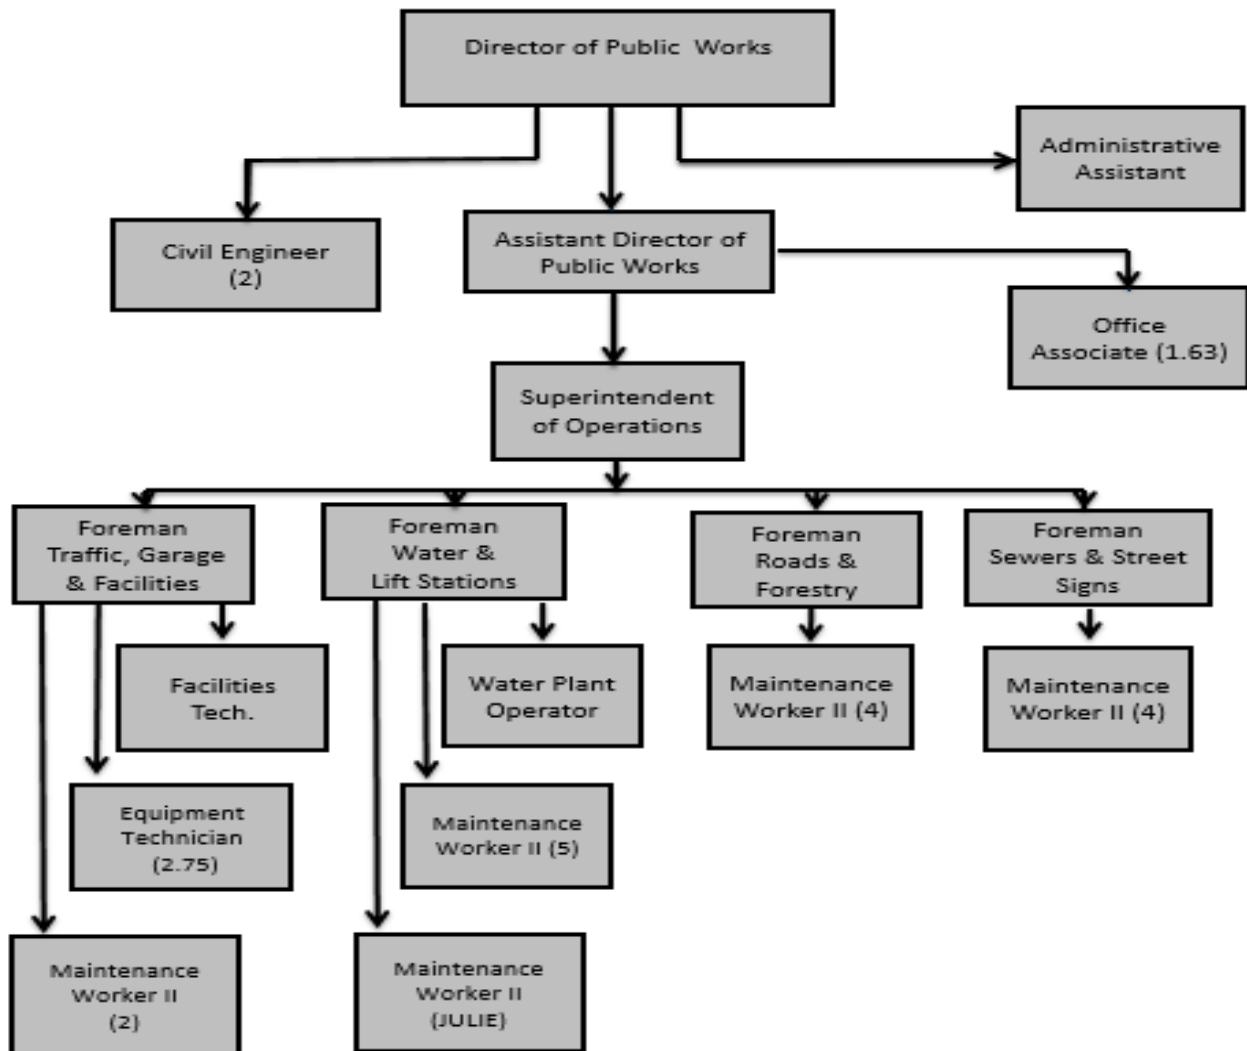 Director of Public Works
Administrative
Assistant
Civil Engineer
(2)
Assistant Director of
Public Works
Office
Associate (1.63)
Superintendent
of Operations
Foreman
Traffic, Garage
& Facilities
Foreman
Water &
Lift Stations
Foreman
Roads &
Forestry
Foreman
Sewers & Street
Signs
Facilities
Tech.
Water Plant
Operator
Maintenance
Worker II (4)
Maintenance
Worker II (4)
Equipment
Technician
(2.75)
Maintenance
Worker II (5)
Maintenance
Worker II
(2)
Maintenance
Worker II
(JULIE)